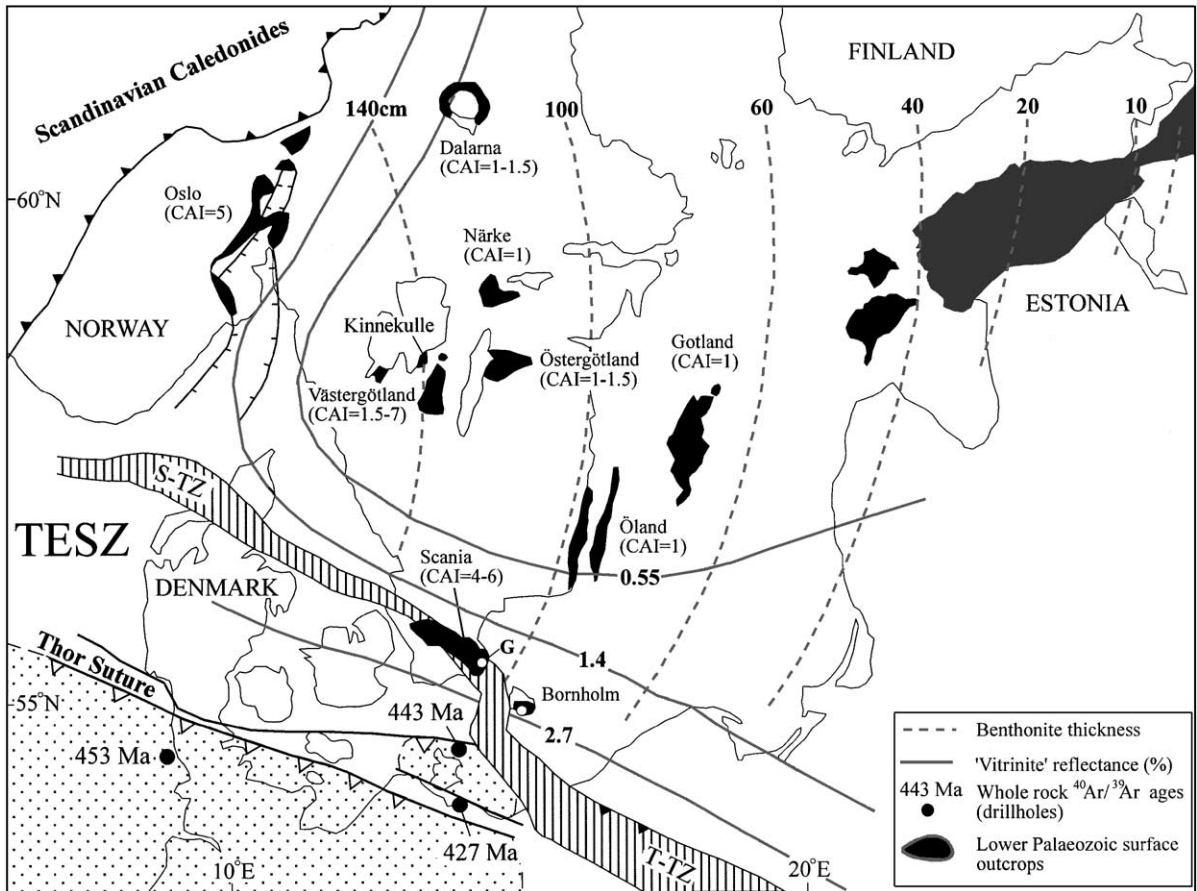 Scandinavian Caledonides
FINLAND
140cm
100
60
40
20
10
Dalarna
(CAI=1-1.5)
60°N
Oslo
(CAI=5)
Närke
(CAI=1)
NORWAY
ESTONIA
Kinnekulle
Gotland
(CAI=1)
Östergötland
(CAI=1-1.5)
Västergötland
(CAI=1.5-7)
S-TZ
TESZ
Öland
(CAI=1)
Scania
(CAI=4-6)
0.55
DENMARK
G
1.4
Thor Suture
Bornholm
55°N
443 Ma
2.7
453 Ma
427 Ma
T-TZ
10°E
20°E
Benthonite thickness
'Vitrinite' reflectance (%)
443 Ma Whole rock ⁴⁰Ar/³⁹Ar ages
(drillholes)
Lower Palaeozoic surface
outcrops